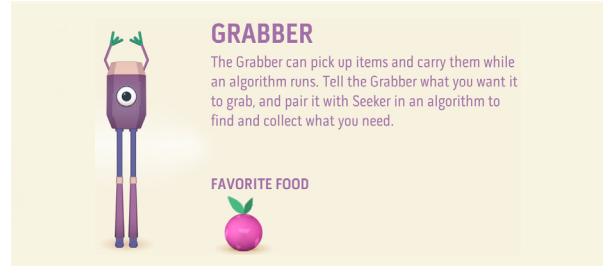 GRABBER
The Grabber can pick up items and carry them while
an algorithm runs. Tell the Grabber what you want it
to grab, and pair it with Seeker in an algorithm to
find and collect what you need.
FAVORITE FOOD